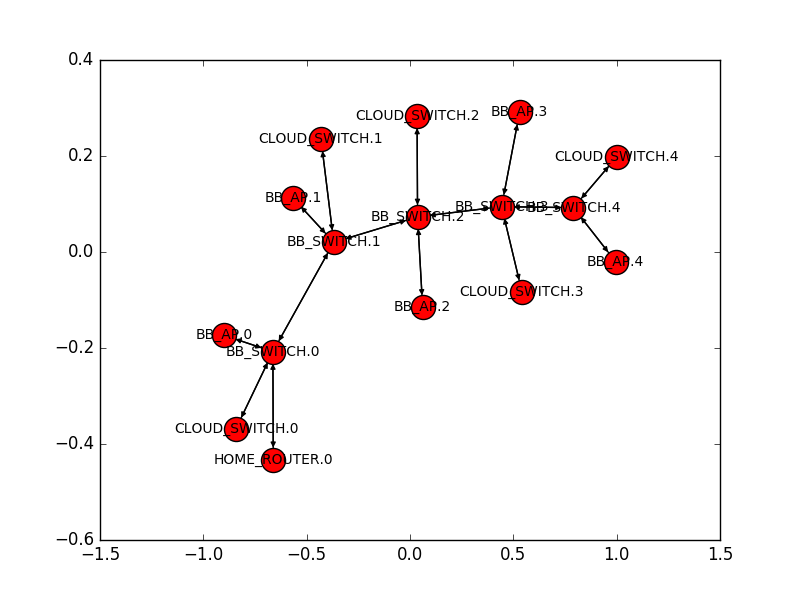 0.4
BB_AP.3
CLOUD_SWITCH.2
CLOUD_SWITCH.1
0.2
CLOUD_SWITCH.4
BB_AP.1
BB_SWITCH.3
BB_SWITCH.4
BB_SWITCH.2
BB_SWITCH.1
0.0
BB_AP.4
CLOUD_SWITCH.3
BB_AP.2
BB_AP.0
−0.2
BB_SWITCH.0
CLOUD_SWITCH.0
−0.4
HOME_ROUTER.0
−0.6
−1.5 −1.0 −0.5 0.0 0.5 1.0 1.5